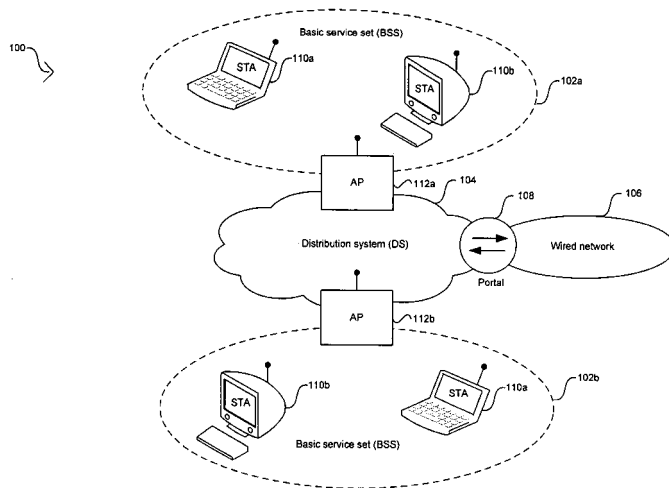 Basic service set (BSS)
100
STA
110a
STA
110b
102a
AP
112a
104
108
106
Distribution system (DS)
Wired network
Portal
AP
112b
STA
110b
STA
110a
102b
Basic service set (BSS)